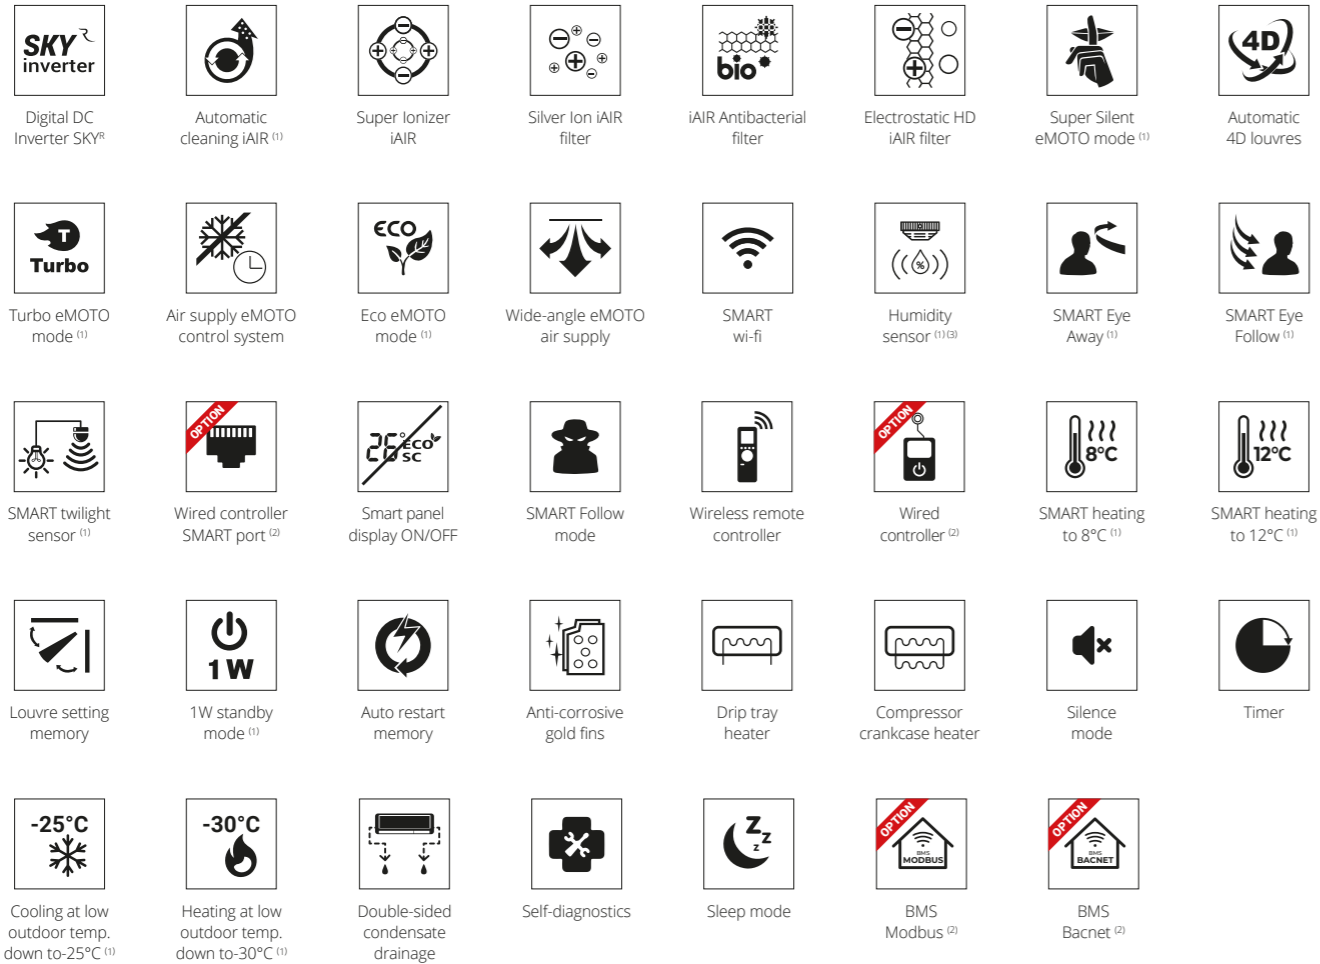 SKY R
inverter
Digital DC
Inverter SKYᴿ
Automatic
cleaning iAIR (1)
Super Ionizer
iAIR
Silver Ion iAIR
filter
bio
iAIR Antibacterial
filter
Electrostatic HD
iAIR filter
Super Silent
eMOTO mode (1)
4D
Automatic
4D louvres
T
Turbo
Turbo eMOTO
mode (1)
Air supply eMOTO
control system
ECO
Eco eMOTO
mode (1)
Wide-angle eMOTO
air supply
SMART
wi-fi
%
Humidity
sensor (1)(3)
SMART Eye
Away (1)
SMART Eye
Follow (1)
SMART twilight
sensor (1)
OPTION
Wired controller
SMART port (2)
26° ECO
SC
Smart panel
display ON/OFF
SMART Follow
mode
Wireless remote
controller
OPTION
Wired
controller (2)
8°C
SMART heating
to 8°C (1)
12°C
SMART heating
to 12°C (1)
Louvre setting
memory
1W
1W standby
mode (1)
Auto restart
memory
Anti-corrosive
gold fins
Drip tray
heater
Compressor
crankcase heater
Silence
mode
Timer
-25°C
Cooling at low
outdoor temp.
down to-25°C (1)
-30°C
Heating at low
outdoor temp.
down to-30°C (1)
Double-sided
condensate
drainage
Self-diagnostics
Z z z
Sleep mode
OPTION
BMS
MODBUS
BMS
Modbus (2)
OPTION
BMS
BACNET
BMS
Bacnet (2)